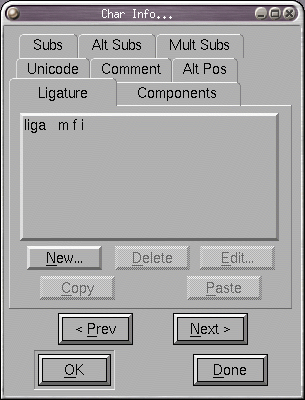 Char Info...
Subs Alt Subs Mult Subs
Unicode Comment Alt Pos
Ligature Components
liga m f i
New... Delete Edit...
Copy Paste
< Prev Next >
OK Done